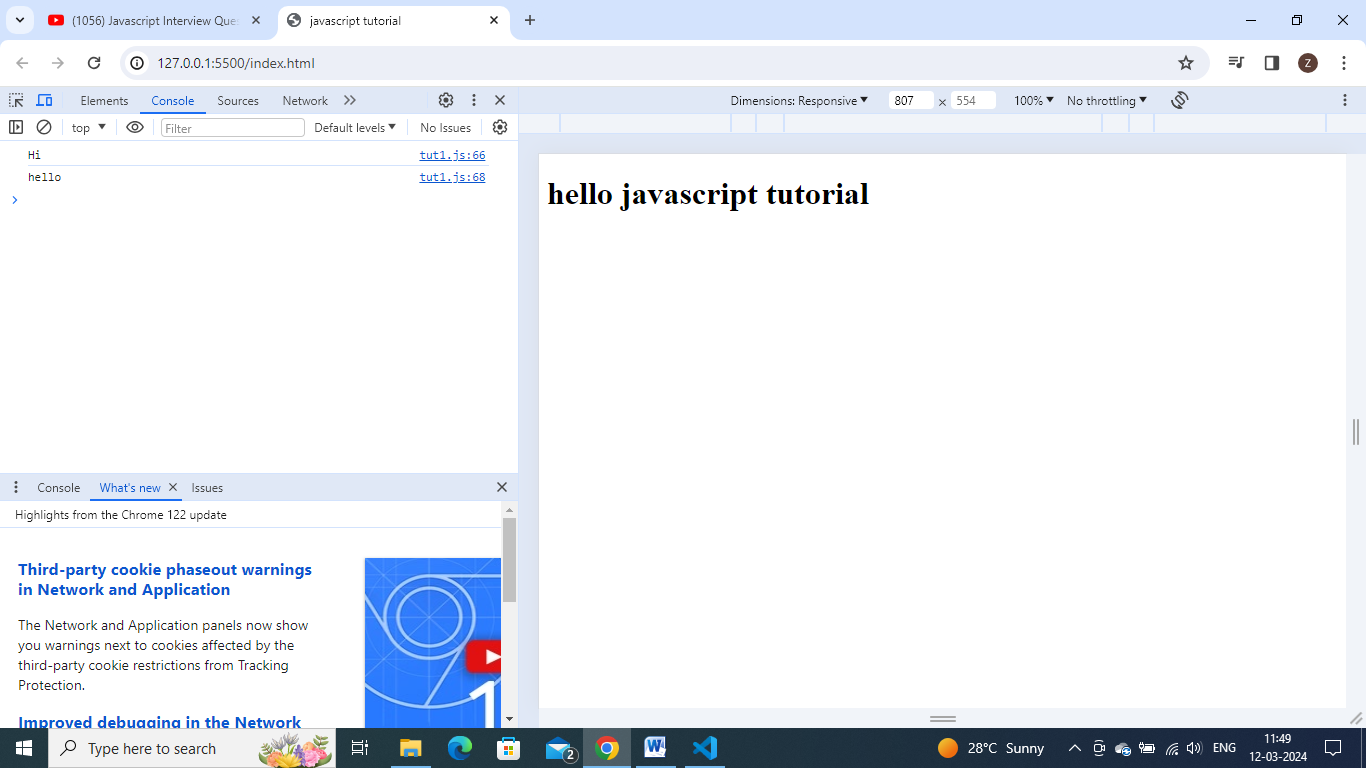 (1056) Javascript Interview Ques
javascript tutorial
127.0.0.1:5500/index.html
Z
Elements Console Sources Network
Dimensions: Responsive 807 × 554 100% No throttling
top Filter Default levels No Issues
Hi tut1.js:66
hello tut1.js:68
hello javascript tutorial
Console What's new Issues
Highlights from the Chrome 122 update
Third-party cookie phaseout warnings
in Network and Application
The Network and Application panels now show
you warnings next to cookies affected by the
third-party cookie restrictions from Tracking
Protection.
Improved debugging in the Network
Type here to search
2
28°C Sunny
ENG
11:49
12-03-2024